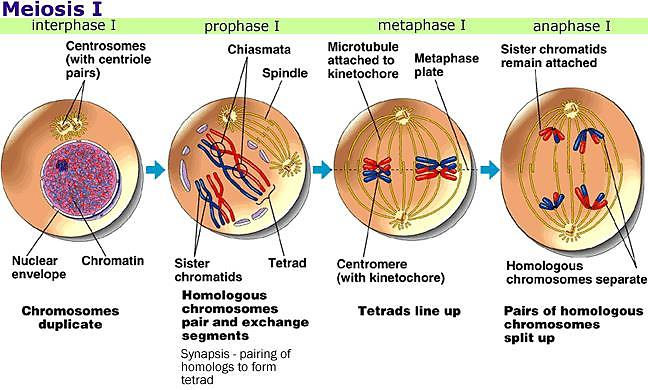 Meiosis I
interphase I
prophase I
metaphase I
anaphase I
Centrosomes
(with centriole
pairs)
Nuclear
envelope
Chromatin
Chromosomes
duplicate
Chiasmata
Spindle
Sister
chromatids
Tetrad
Homologous
chromosomes
pair and exchange
segments
Synapsis - pairing of
homologs to form
tetrad
Microtubule
attached to
kinetochore
Metaphase
plate
Centromere
(with kinetochore)
Tetrads line up
Sister chromatids
remain attached
Homologous
chromosomes separate
Pairs of homologous
chromosomes
split up